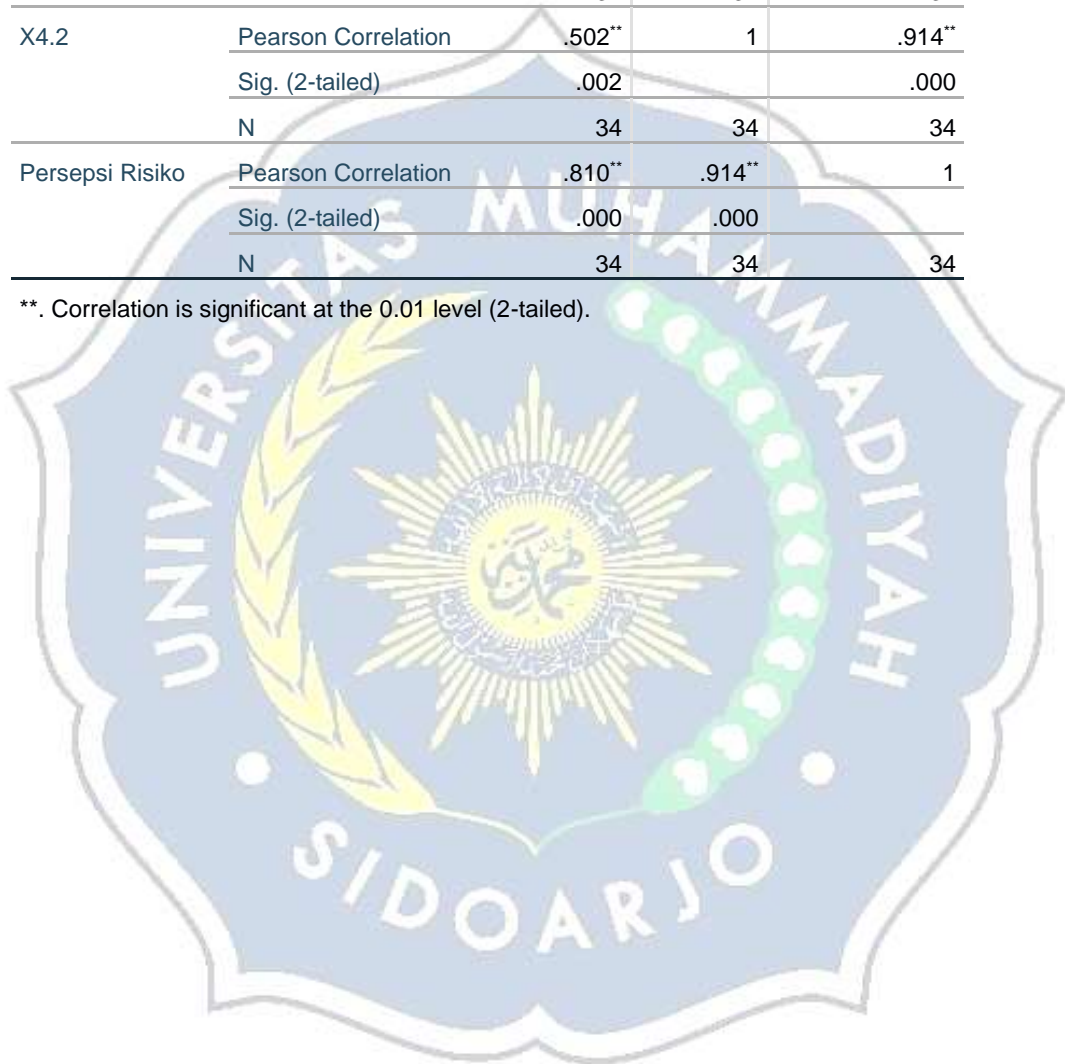 X4.2 Pearson Correlation .502** 1 .914**
Sig. (2-tailed) .002 .000
N 34 34 34
Persepsi Risiko Pearson Correlation .810** .914** 1
Sig. (2-tailed) .000 .000
N 34 34 34
**. Correlation is significant at the 0.01 level (2-tailed).
UNIVERSITAS MUHAMMADIYAH
SIDOARJO